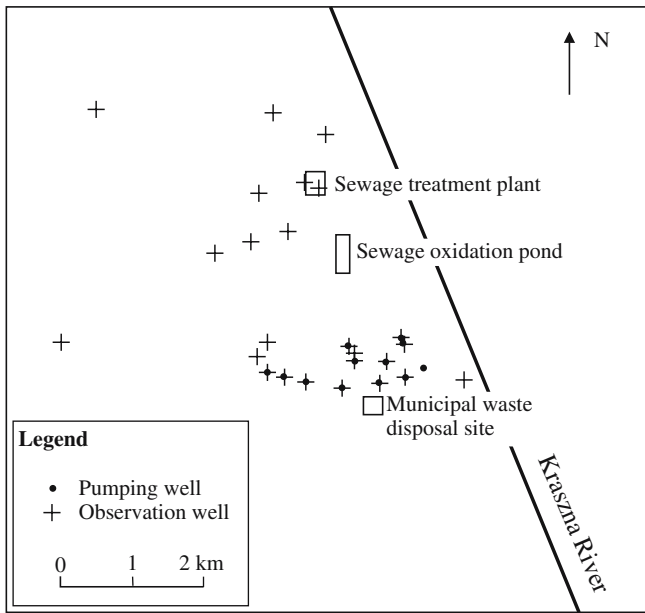 N
Sewage treatment plant
Sewage oxidation pond
Municipal waste
disposal site
Kraszna River
Legend
Pumping well
Observation well
0 1 2 km